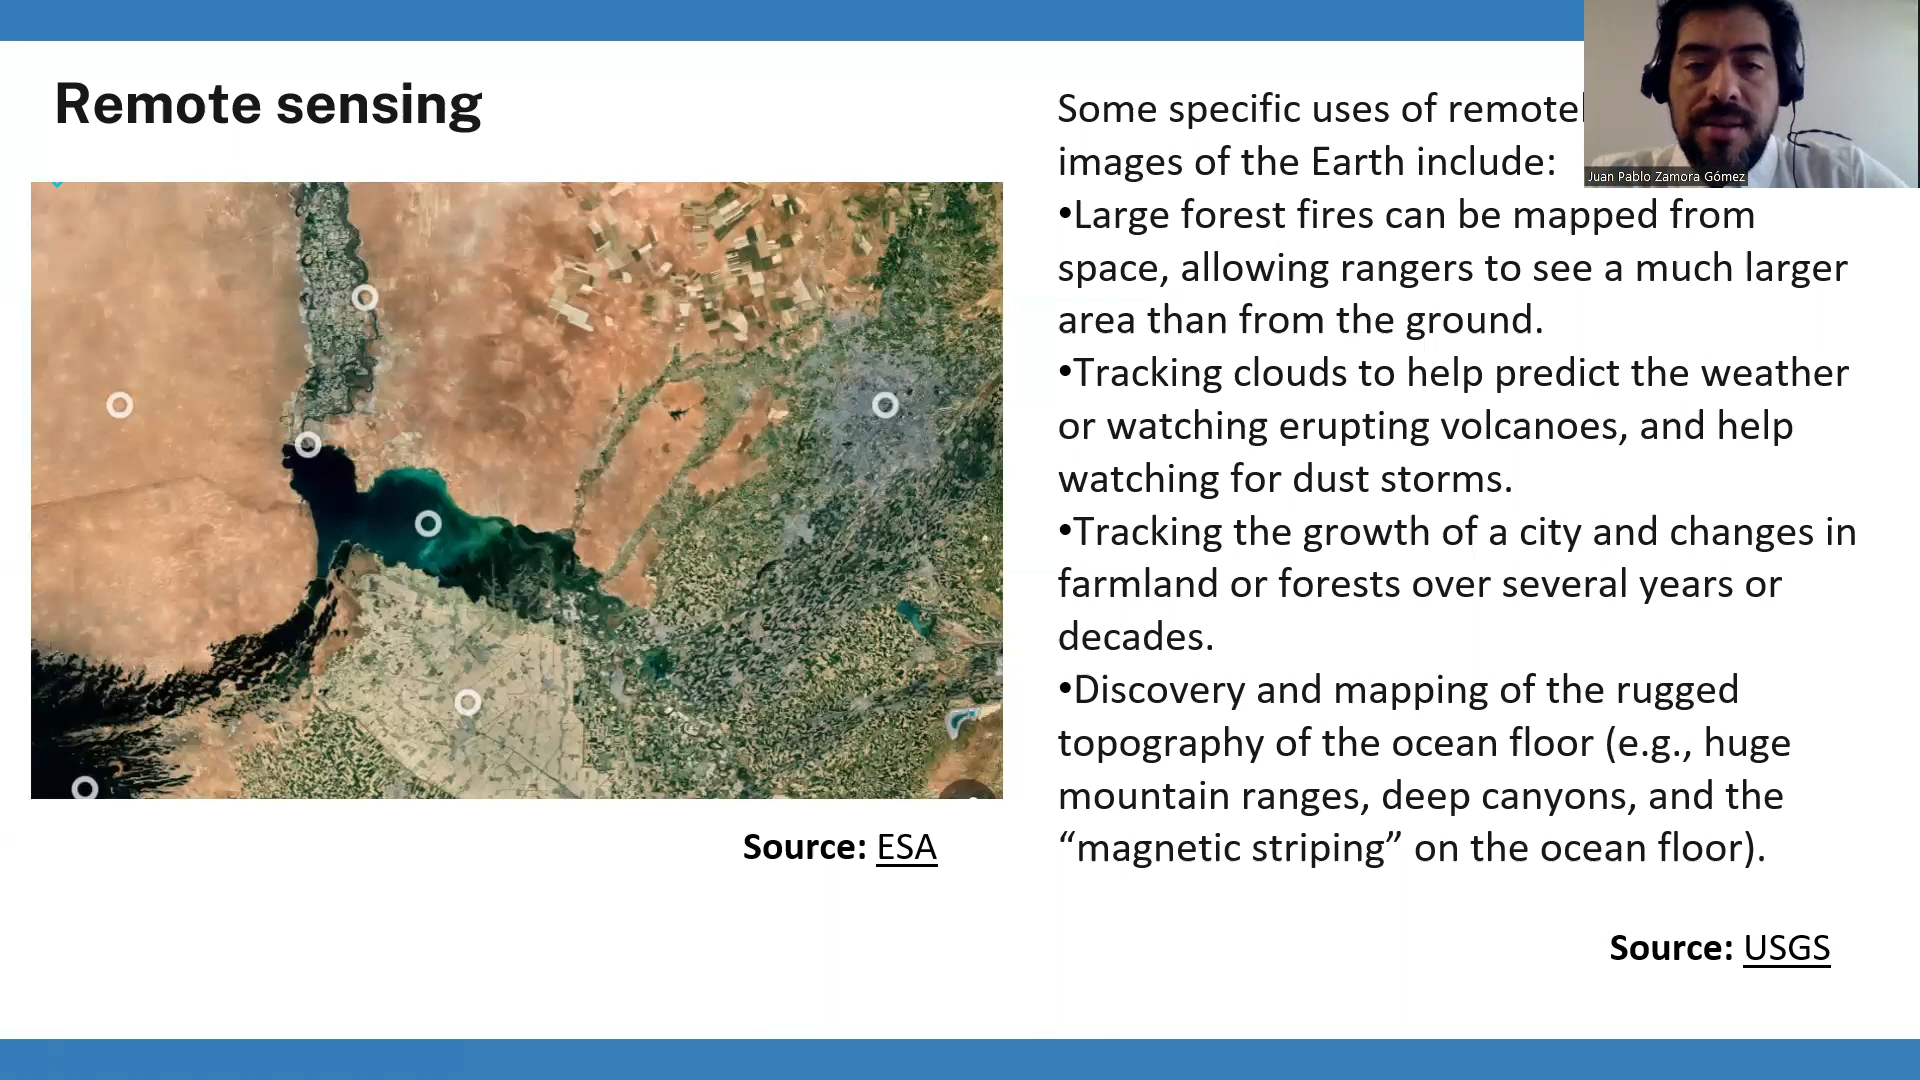 Remote sensing
Some specific uses of
images of the Earth include:
•Large forest fires can be mapped from
space, allowing rangers to see a much larger
area than from the ground.
•Tracking clouds to help predict the weather
or watching erupting volcanoes, and help
watching for dust storms.
•Tracking the growth of a city and changes in
farmland or forests over several years or
decades.
•Discovery and mapping of the rugged
topography of the ocean floor (e.g., huge
mountain ranges, deep canyons, and the
“magnetic striping” on the ocean floor).
Source: ESA
Source: USGS
Juan Pablo Zamora Gómez